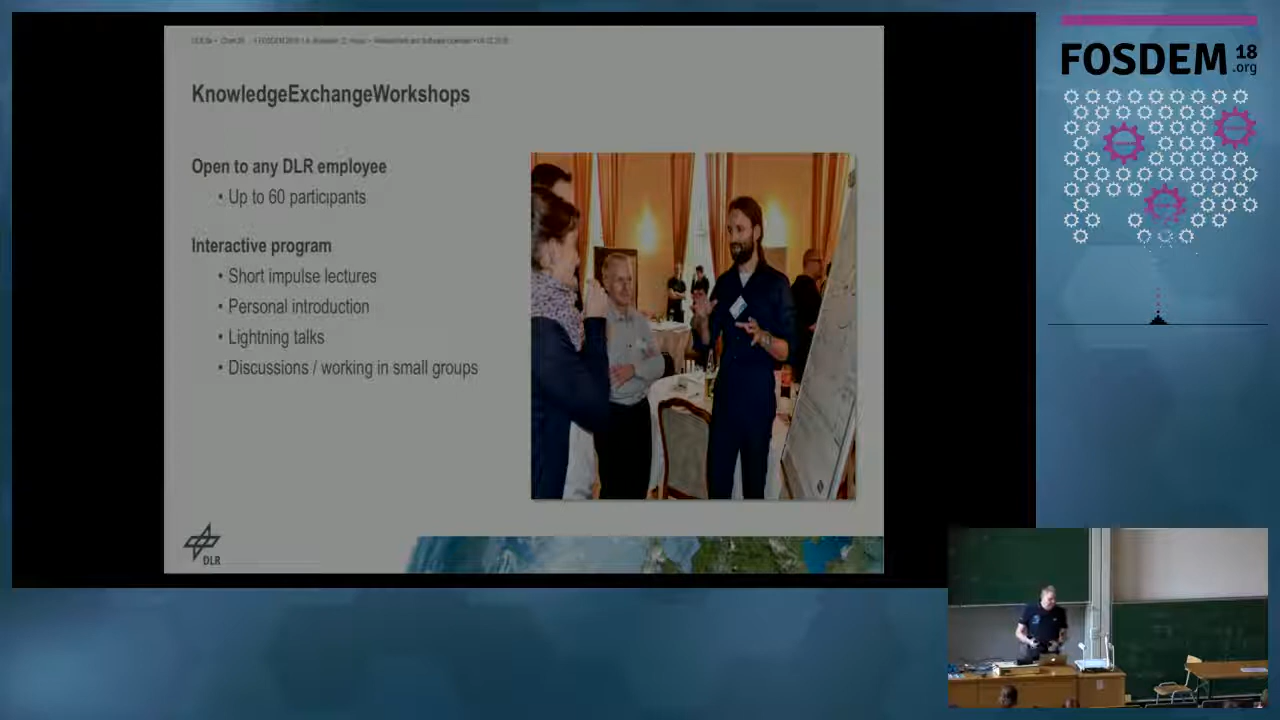 KnowledgeExchangeWorkshops
Open to any DLR employee
• Up to 60 participants
Interactive program
• Short impulse lectures
• Personal introduction
• Lightning talks
• Discussions / working in small groups
DLR
FOSDEM 18
.org